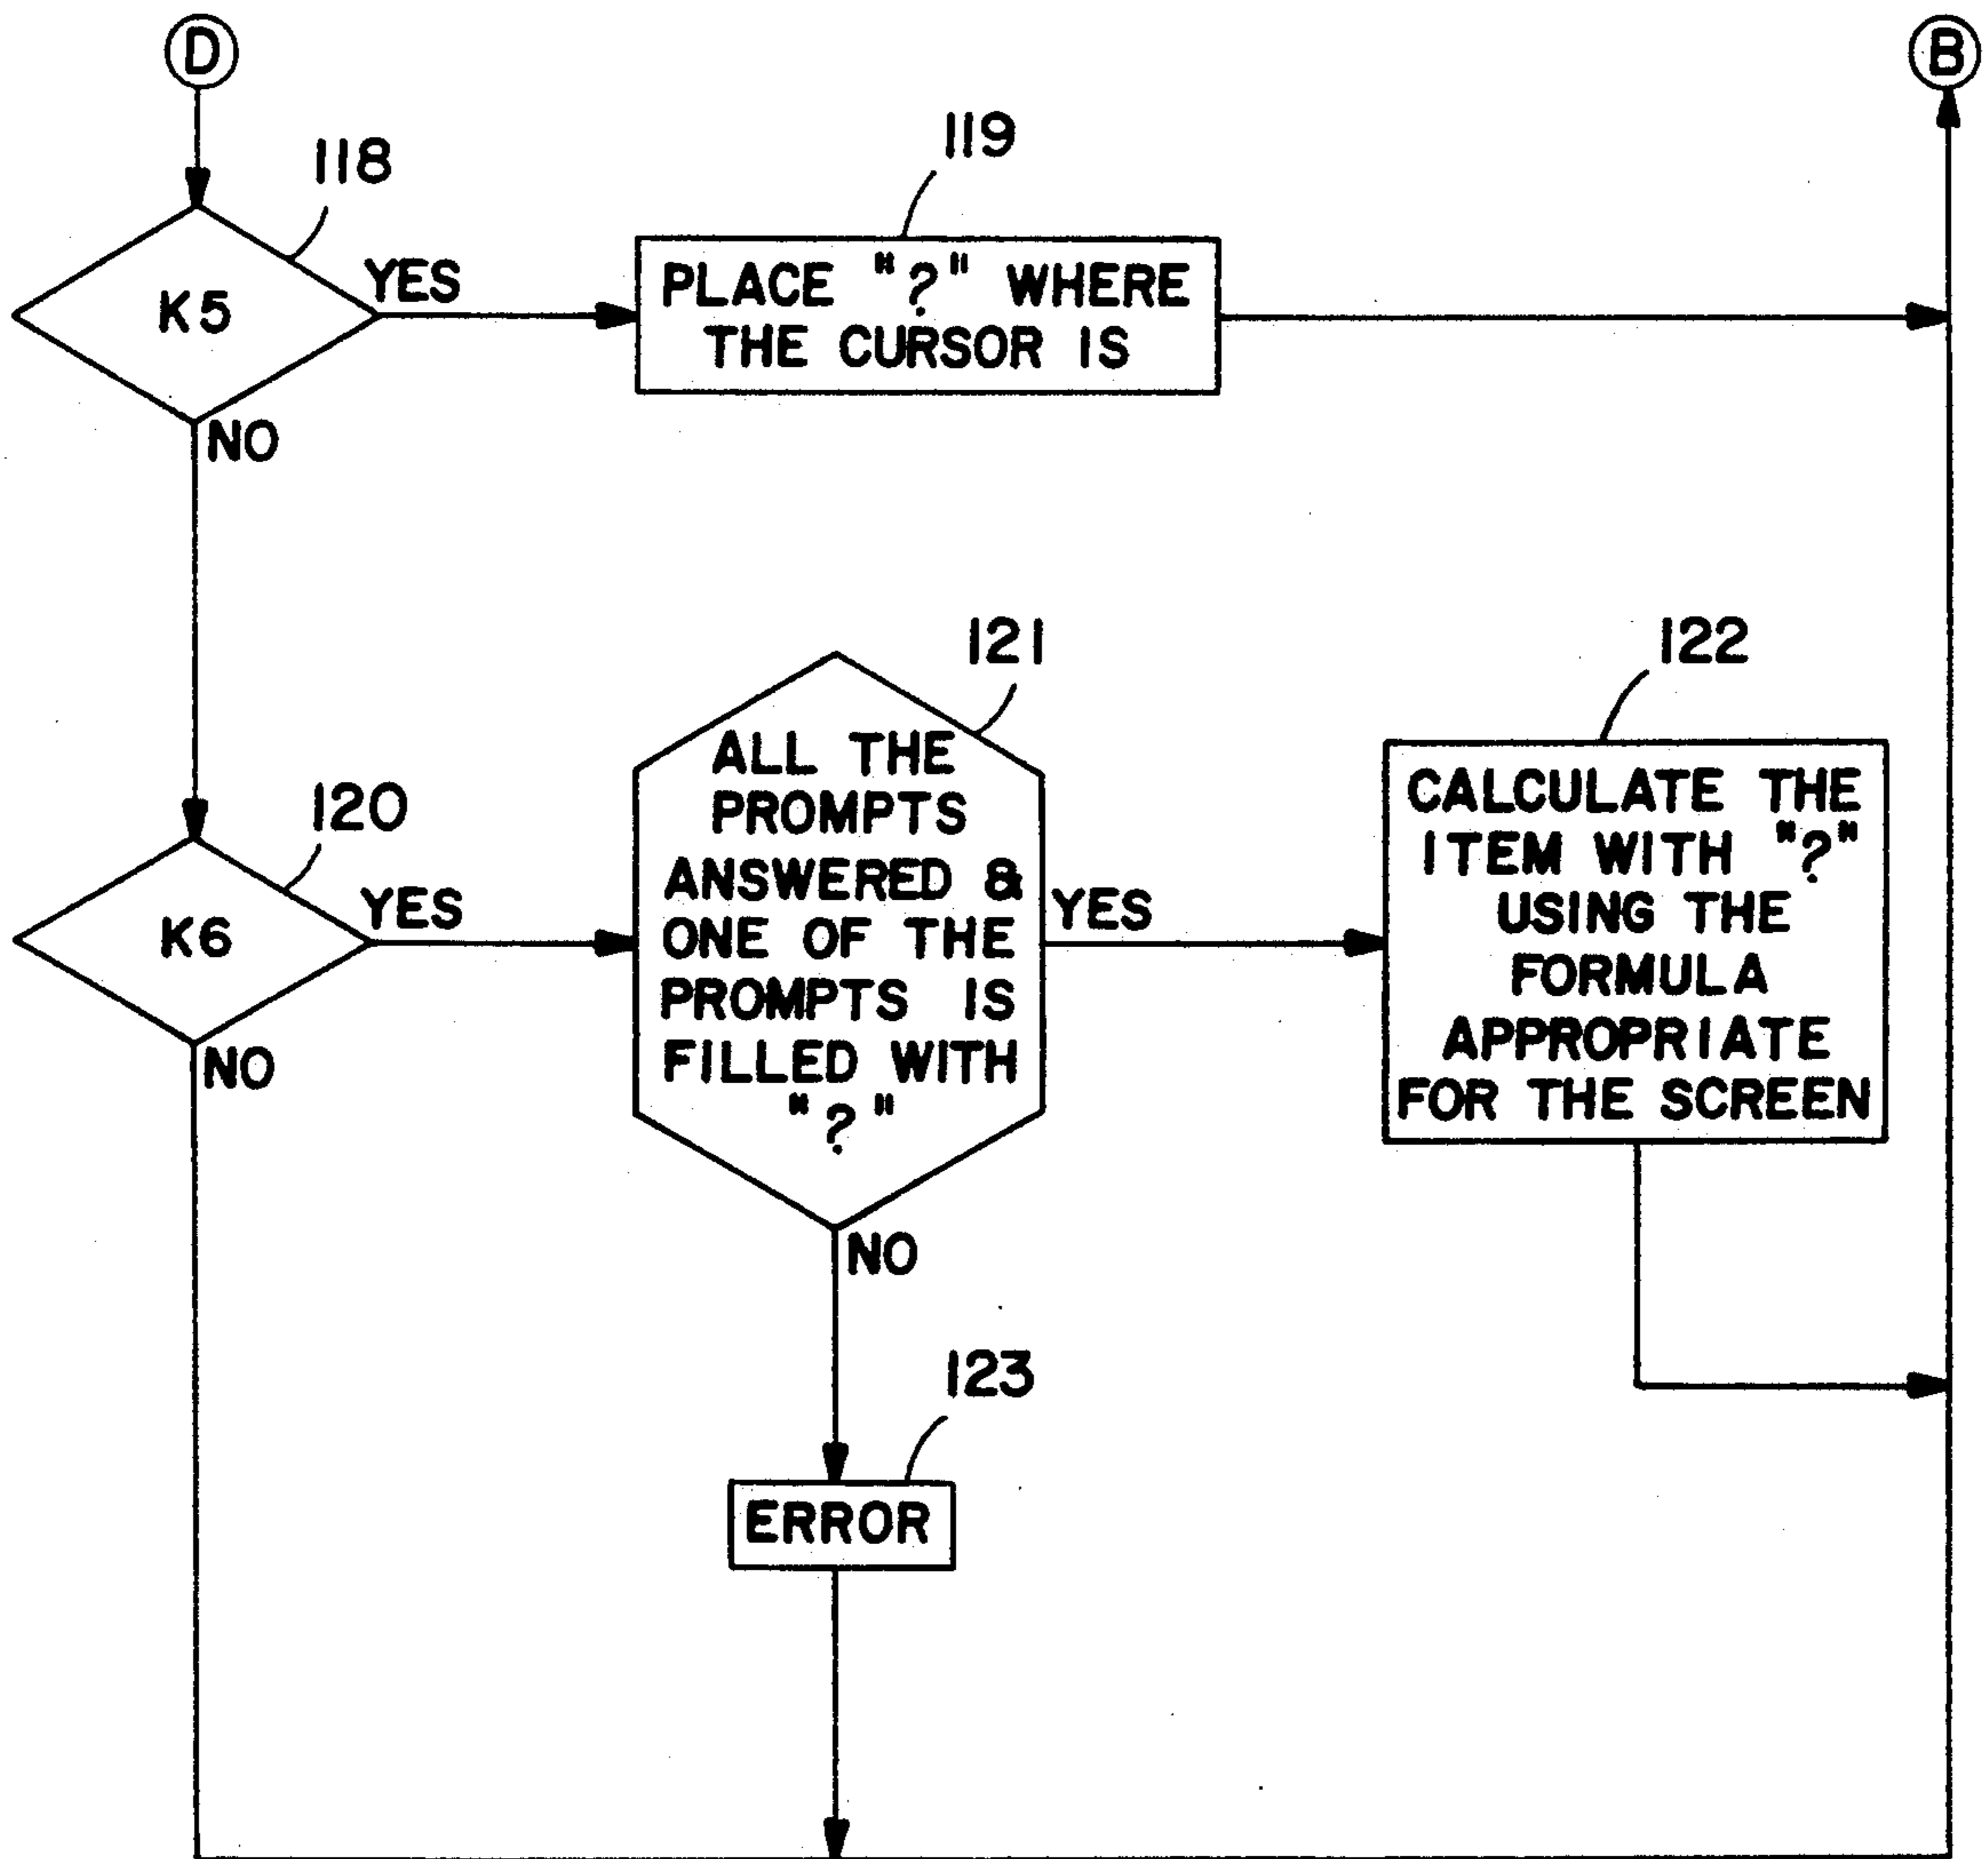 D
B
118
119
K5
YES
PLACE "?" WHERE
THE CURSOR IS
NO
120
K6
YES
121
ALL THE
PROMPTS
ANSWERED &
ONE OF THE
PROMPTS IS
FILLED WITH
"?"
YES
122
CALCULATE THE
ITEM WITH "?"
USING THE
FORMULA
APPROPRIATE
FOR THE SCREEN
NO
NO
123
ERROR